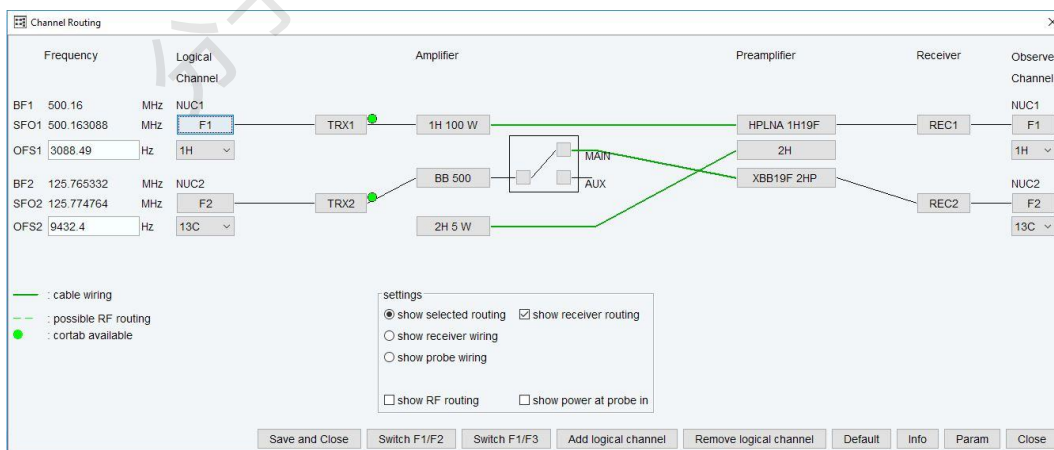 Channel Routing
Frequency Logical Channel Amplifier Preamplifier Receiver Observe Channel
BF1 500.16 MHz NUC1 NUC1
SFO1 500.163088 MHz F1 TRX1 1H 100 W HPLNA 1H19F REC1 F1
OFS1 3088.49 Hz 1H 2H 1H
MAIN
BF2 125.765332 MHz NUC2 BB 500 AUX XBB19F 2HP NUC2
SFO2 125.774764 MHz F2 TRX2 REC2 F2
OFS2 9432.4 Hz 13C 2H 5 W 13C
: cable wiring
: possible RF routing
: cortab available
settings
show selected routing show receiver routing
show receiver wiring
show probe wiring
show RF routing show power at probe in
Save and Close Switch F1/F2 Switch F1/F3 Add logical channel Remove logical channel Default Info Param Close